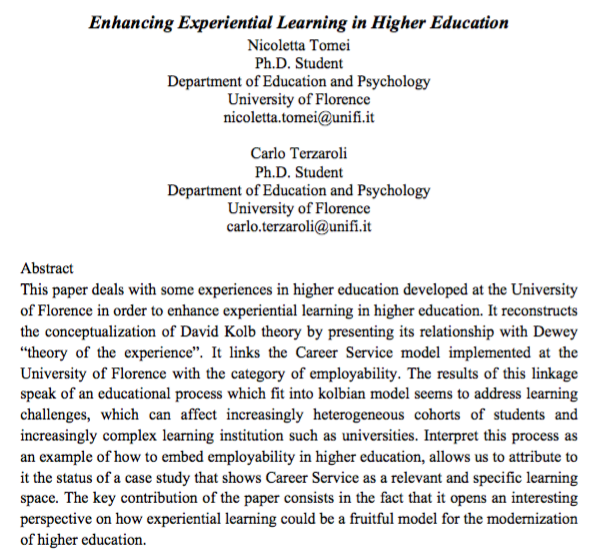 Enhancing Experiential Learning in Higher Education
Nicoletta Tomei
Ph.D. Student
Department of Education and Psychology
University of Florence
nicoletta.tomei@unifi.it
Carlo Terzaroli
Ph.D. Student
Department of Education and Psychology
University of Florence
carlo.terzaroli@unifi.it
Abstract
This paper deals with some experiences in higher education developed at the University
of Florence in order to enhance experiential learning in higher education. It reconstructs
the conceptualization of David Kolb theory by presenting its relationship with Dewey
“theory of the experience”. It links the Career Service model implemented at the
University of Florence with the category of employability. The results of this linkage
speak of an educational process which fit into kolbian model seems to address learning
challenges, which can affect increasingly heterogeneous cohorts of students and
increasingly complex learning institution such as universities. Interpret this process as
an example of how to embed employability in higher education, allows us to attribute to
it the status of a case study that shows Career Service as a relevant and specific learning
space. The key contribution of the paper consists in the fact that it opens an interesting
perspective on how experiential learning could be a fruitful model for the modernization
of higher education.